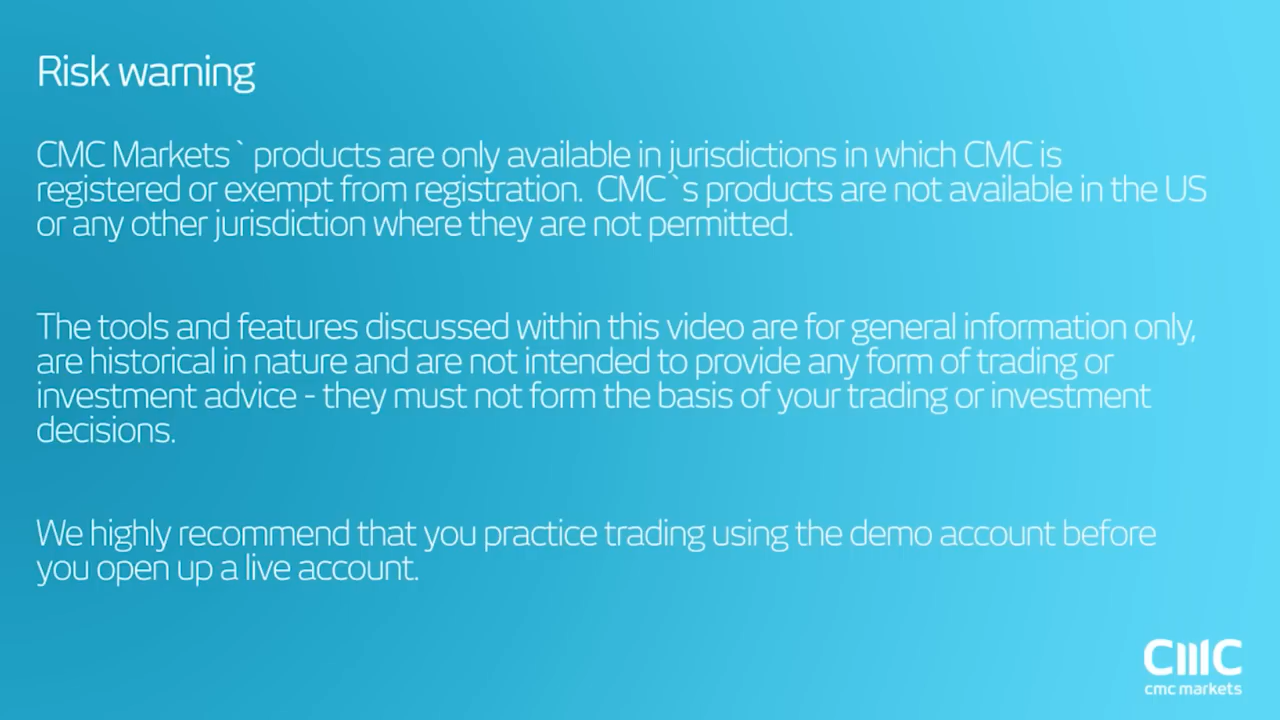 Risk warning
CMC Markets` products are only available in jurisdictions in which CMC is
registered or exempt from registration.  CMC`s products are not available in the US
or any other jurisdiction where they are not permitted.
The tools and features discussed within this video are for general information only,
are historical in nature and are not intended to provide any form of trading or
investment advice - they must not form the basis of your trading or investment
decisions.
We highly recommend that you practice trading using the demo account before
you open up a live account.
CMC
cmc markets